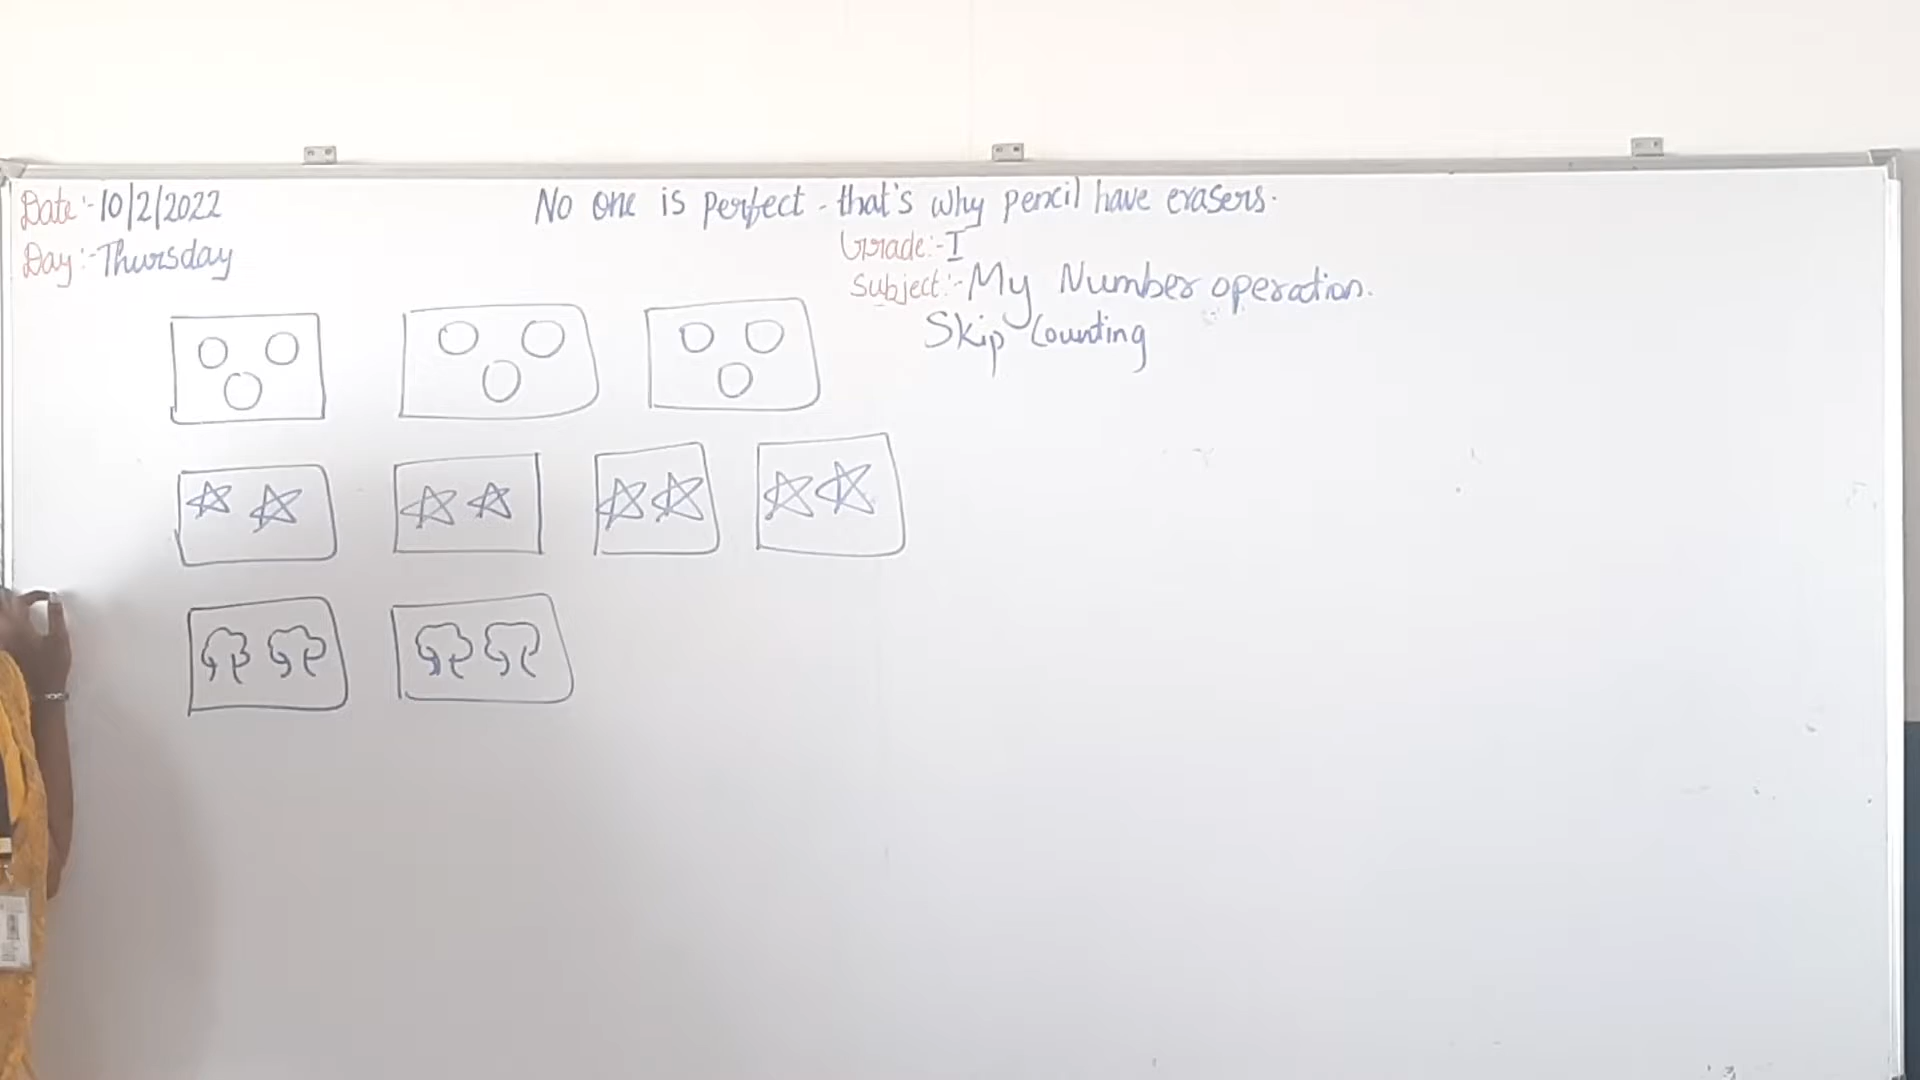 Date:- 10/2/2022
No one is perfect - that's why pencil have erasers.
Day:- Thursday
Grade:- I
Subject:- My Number operation.
Skip Counting